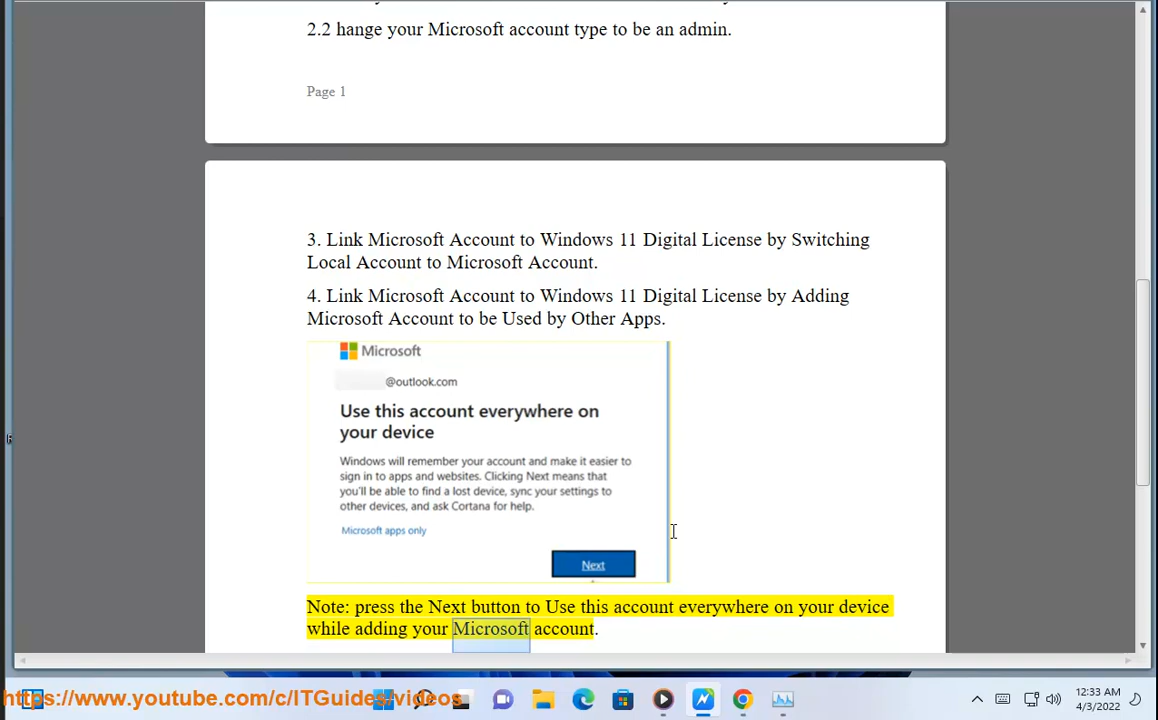 2.2 hange your Microsoft account type to be an admin.
Page 1
3. Link Microsoft Account to Windows 11 Digital License by Switching
Local Account to Microsoft Account.
4. Link Microsoft Account to Windows 11 Digital License by Adding
Microsoft Account to be Used by Other Apps.
Microsoft
@outlook.com
Use this account everywhere on
your device
Windows will remember your account and make it easier to
sign in to apps and websites. Clicking Next means that
you'll be able to find a lost device, sync your settings to
other devices, and ask Cortana for help.
Microsoft apps only
Next
Note: press the Next button to Use this account everywhere on your device
while adding your Microsoft account.
https://www.youtube.com/c/ITGuides/videos
12:33 AM
4/3/2022